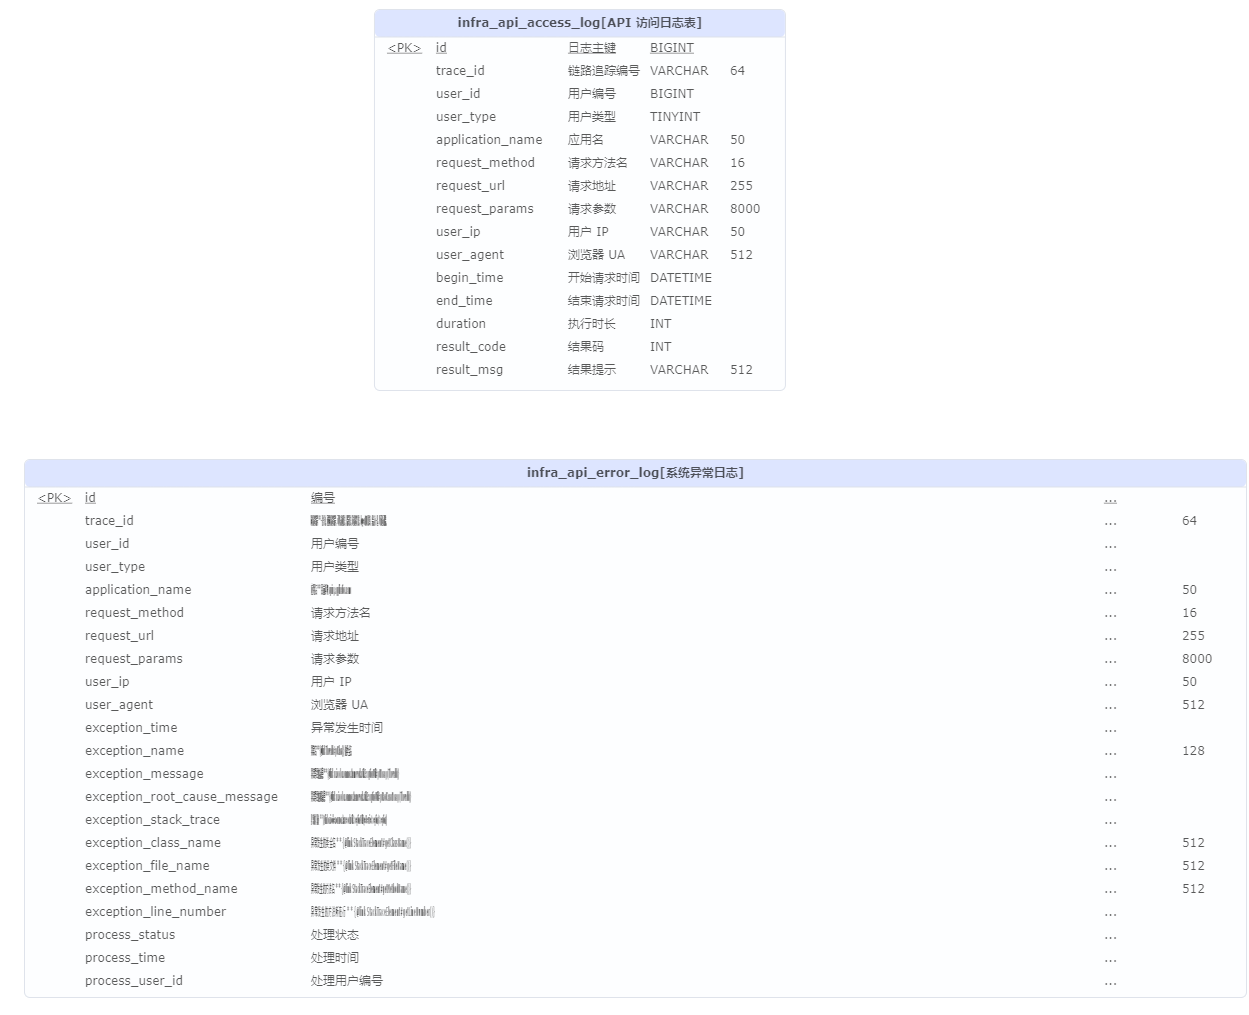 infra_api_access_log[API 访问日志表]
<PK> id 日志主键 BIGINT
trace_id 链路追踪编号 VARCHAR 64
user_id 用户编号 BIGINT
user_type 用户类型 TINYINT
application_name 应用名 VARCHAR 50
request_method 请求方法名 VARCHAR 16
request_url 请求地址 VARCHAR 255
request_params 请求参数 VARCHAR 8000
user_ip 用户 IP VARCHAR 50
user_agent 浏览器 UA VARCHAR 512
begin_time 开始请求时间 DATETIME
end_time 结束请求时间 DATETIME
duration 执行时长 INT
result_code 结果码 INT
result_msg 结果提示 VARCHAR 512
infra_api_error_log[系统异常日志]
<PK> id 编号 ...
trace_id ... 64
user_id 用户编号 ...
user_type 用户类型 ...
application_name ... 50
request_method 请求方法名 ... 16
request_url 请求地址 ... 255
request_params 请求参数 ... 8000
user_ip 用户 IP ... 50
user_agent 浏览器 UA ... 512
exception_time 异常发生时间 ...
exception_name ... 128
exception_message ...
exception_root_cause_message ...
exception_stack_trace ...
exception_class_name ... 512
exception_file_name ... 512
exception_method_name ... 512
exception_line_number ...
process_status 处理状态 ...
process_time 处理时间 ...
process_user_id 处理用户编号 ...